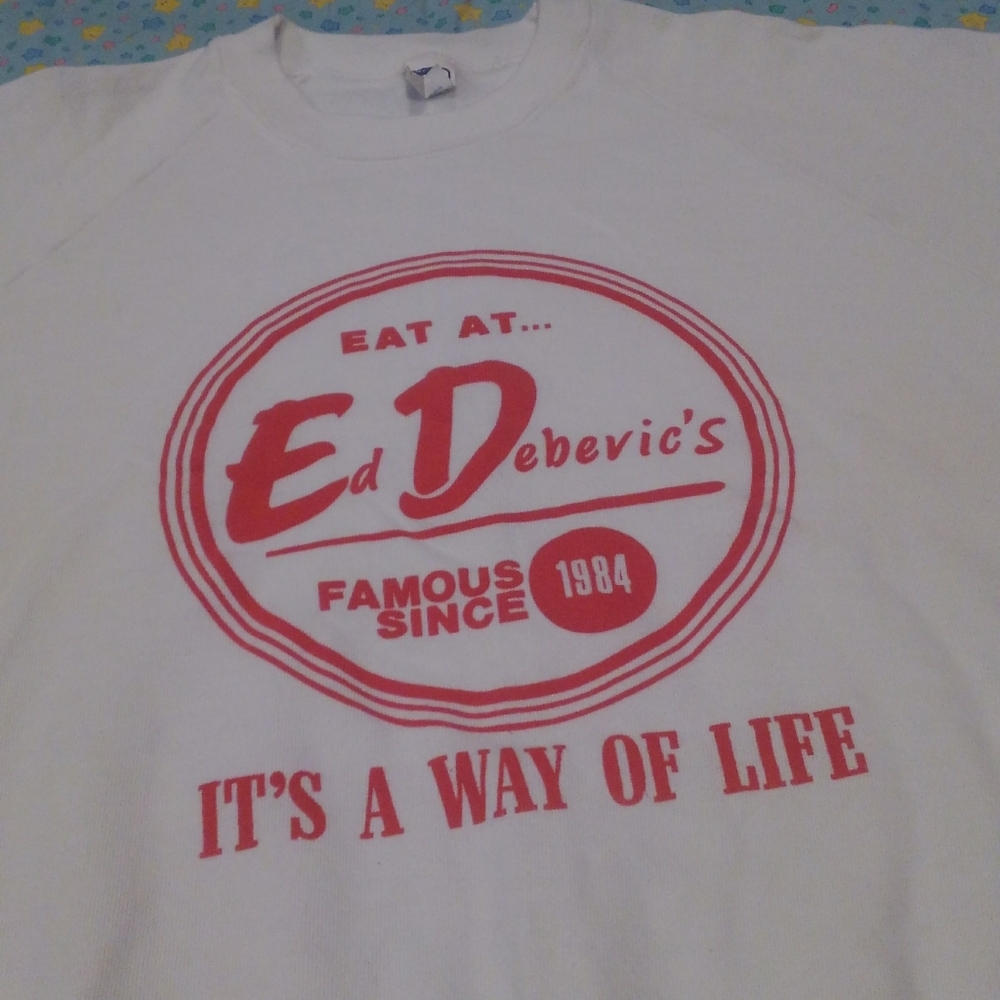 EAT AT...
Ed Debevic's
FAMOUS
SINCE 1984
IT'S A WAY OF LIFE